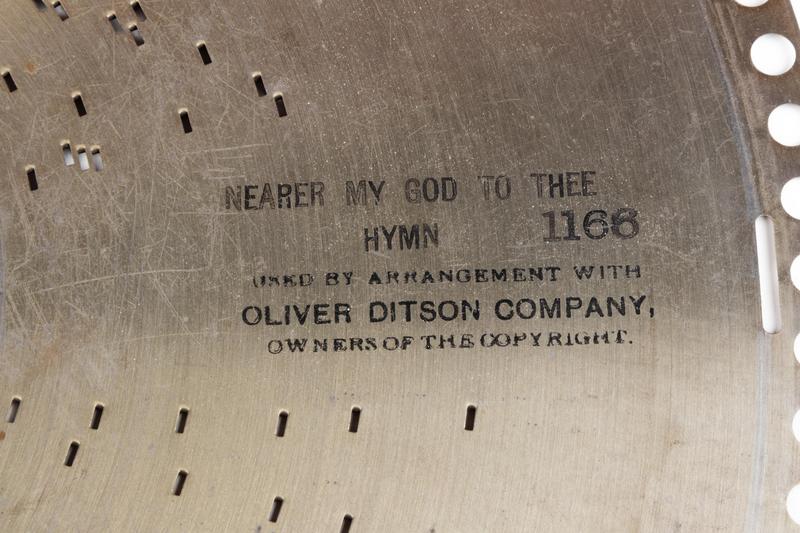 NEARER MY GOD TO THEE
HYMN 1166
USED BY ARRANGEMENT WITH
OLIVER DITSON COMPANY,
OWNERS OF THE COPYRIGHT.